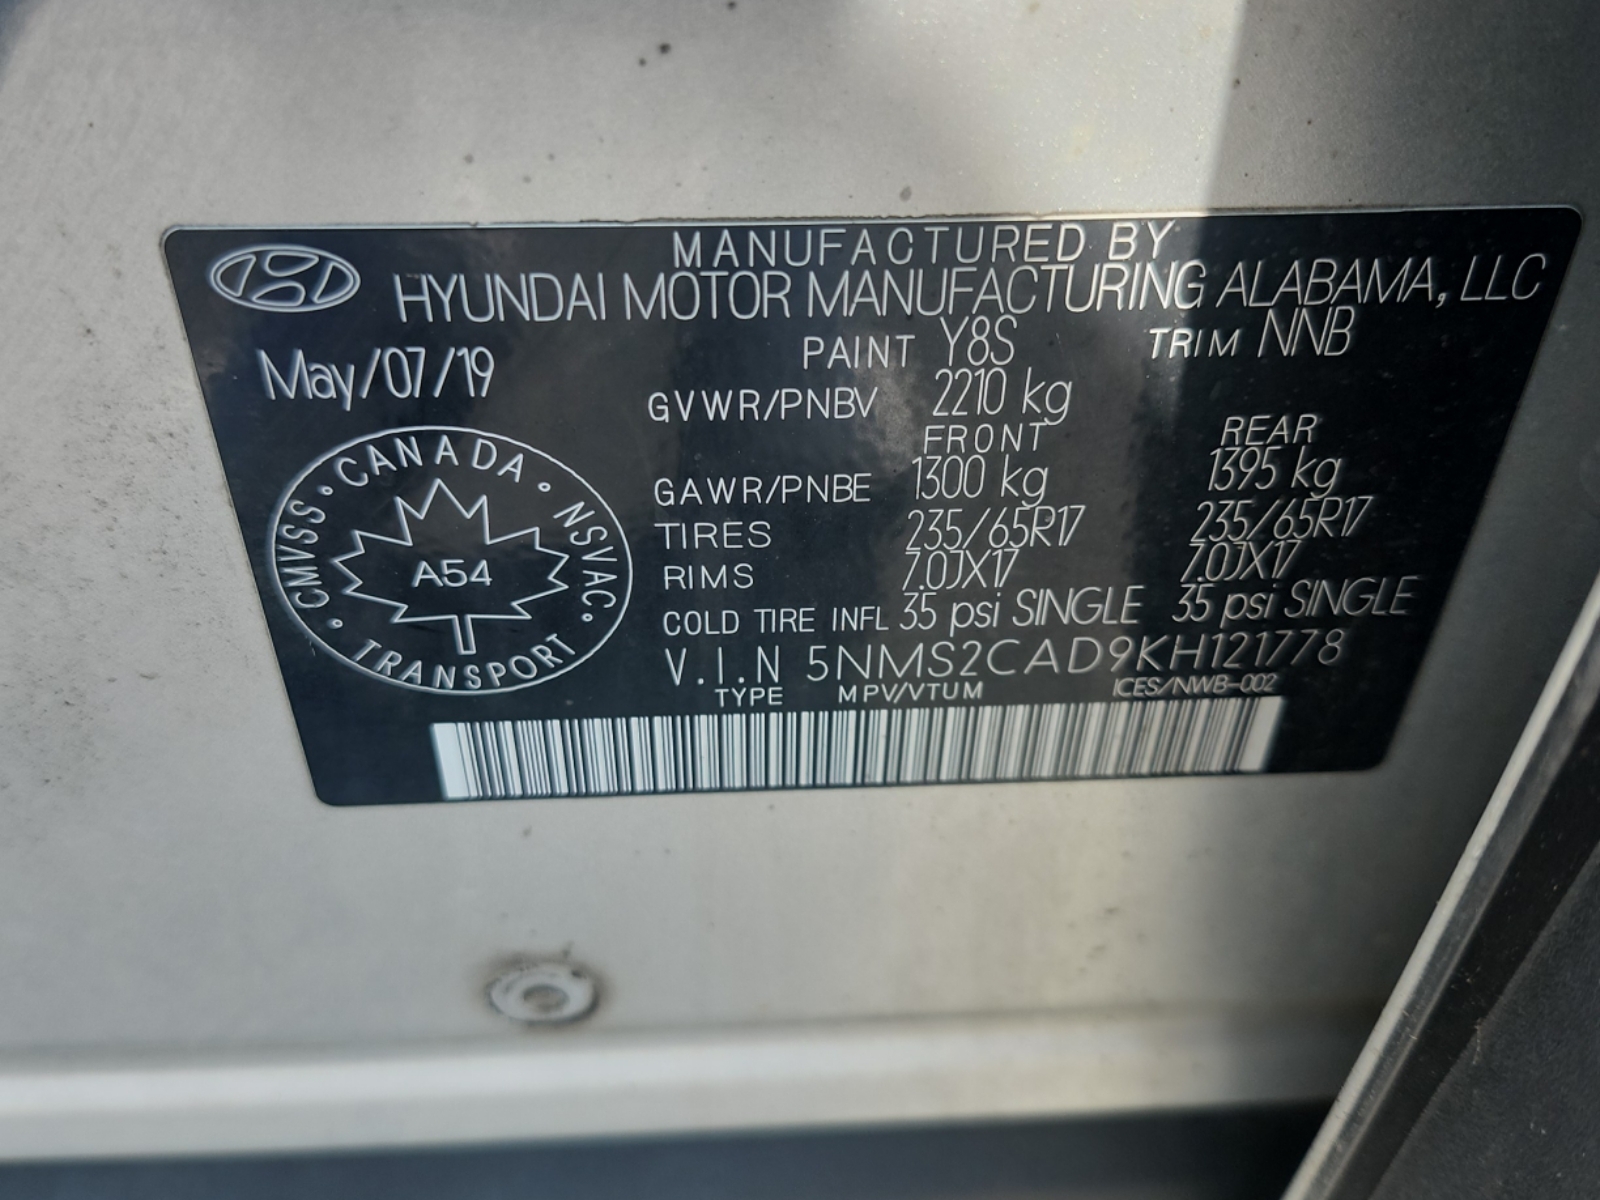 MANUFACTURED BY
HYUNDAI MOTOR MANUFACTURING ALABAMA, LLC
May/07/19
PAINT Y8S TRIM NNB
GVWR/PNBV 2210 kg
FRONT REAR
GAWR/PNBE 1300 kg 1395 kg
TIRES 235/65R17 235/65R17
RIMS 7.0JX17 7.0JX17
COLD TIRE INFL 35 psi SINGLE 35 psi SINGLE
V.I.N 5NMS2CAD9KH121778
TYPE MPV/VTUM ICES/NWB-002
CANADA · NSVAC · TRANSPORT · CMVSS ·
A54